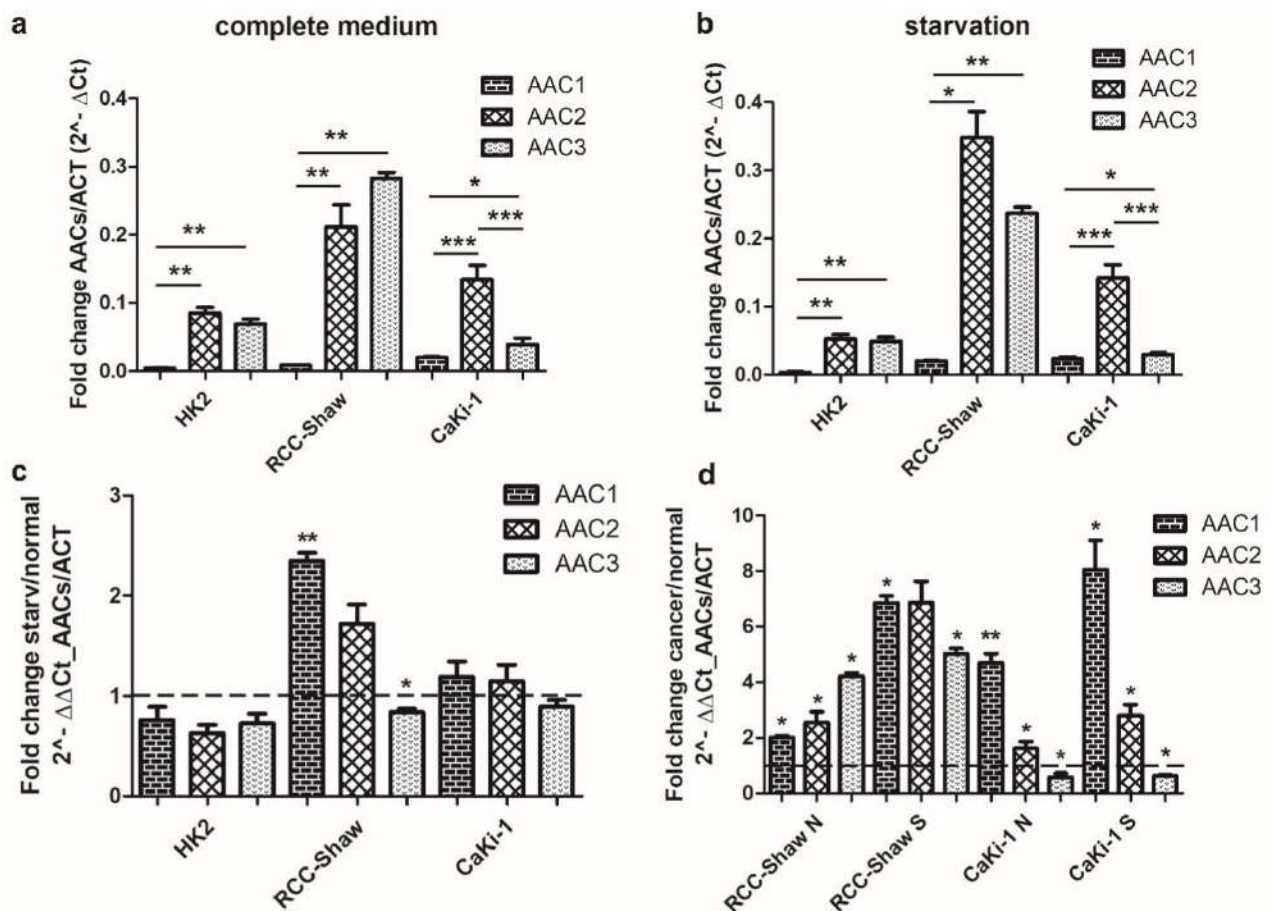 a complete medium
Fold change AACs/ACT (2^- ΔCt)
0.4
0.3
0.2
0.1
0.0
AAC1
AAC2
AAC3
**
**
**
**
*
***
***
HK2
RCC-Shaw
CaKi-1
b starvation
Fold change AACs/ACT (2^- ΔCt)
0.4
0.3
0.2
0.1
0.0
AAC1
AAC2
AAC3
**
*
**
**
*
***
***
HK2
RCC-Shaw
CaKi-1
c
Fold change starv/normal
2^- ΔΔCt_AACs/ACT
3
2
1
0
AAC1
AAC2
AAC3
**
*
HK2
RCC-Shaw
CaKi-1
d
Fold change cancer/normal
2^- ΔΔCt_AACs/ACT
10
8
6
4
2
0
AAC1
AAC2
AAC3
*
*
*
*
*
**
*
*
*
*
*
RCC-Shaw N
RCC-Shaw S
CaKi-1 N
CaKi-1 S